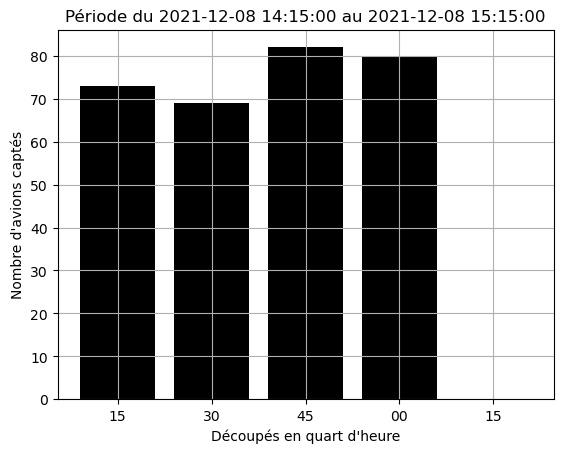 Période du 2021-12-08 14:15:00 au 2021-12-08 15:15:00
Nombre d'avions captés
80
70
60
50
40
30
20
10
0
15 30 45 00 15
Découpés en quart d'heure